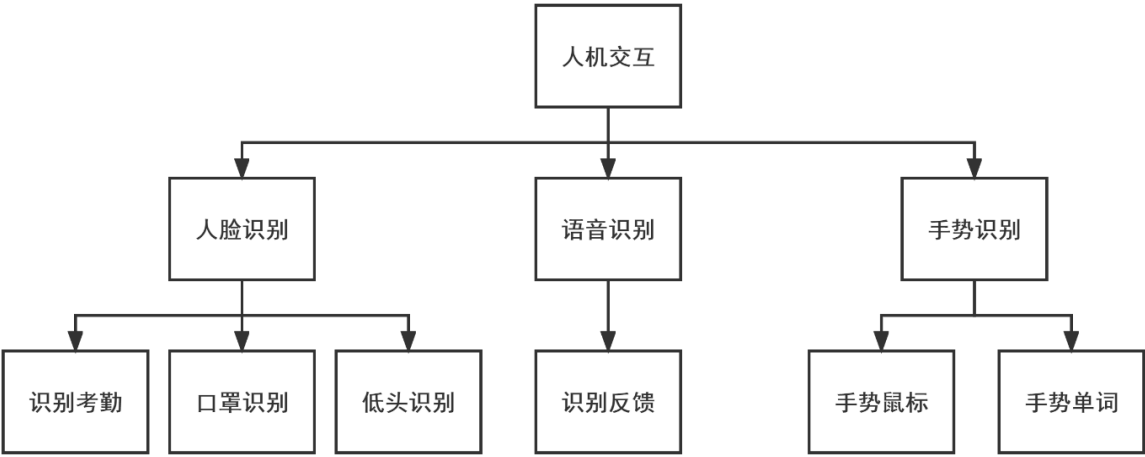 人机交互
人脸识别
语音识别
手势识别
识别考勤
口罩识别
低头识别
识别反馈
手势鼠标
手势单词